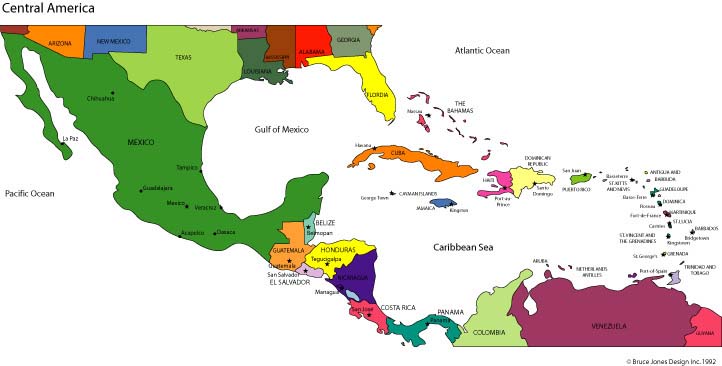 Central America
ARIZONA
NEW MEXICO
TEXAS
ARKANSAS
MISSISSIPPI
ALABAMA
GEORGIA
LOUISIANA
FLORDIA
Atlantic Ocean
Gulf of Mexico
Pacific Ocean
Caribbean Sea
Chihuahua
La Paz
MEXICO
Tampico
Guadalajara
Mexico
Veracruz
Acapulco
Oaxaca
THE
BAHAMAS
Nassau
Havana
CUBA
CAYMAN ISLANDS
George Town
JAMAICA
Kingston
HAITI
Port-au-
Prince
DOMINICAN
REPUBLIC
Santo
Domingo
San Juan
PUERTO RICO
Basseterre
ST. KITTS
AND NEVIS
ANTIGUA AND
BARBUDA
GUADELOUPE
Basse-Terre
DOMINICA
Roseau
Fort-de-France
MARTINIQUE
Castries
ST. LUCIA
BARBADOS
Bridgetown
ST. VINCENT AND
THE GRENADINES
Kingstown
St. George's
GRENADA
Port-of-Spain
TRINIDAD AND
TOBAGO
ARUBA
NETHERLANDS
ANTILLES
BELIZE
Belmopan
GUATEMALA
Guatemala
HONDURAS
Tegucigalpa
San Salvador
EL SALVADOR
NICARAGUA
Managua
COSTA RICA
San José
PANAMA
Panama
COLOMBIA
VENEZUELA
GUYANA
© Bruce Jones Design Inc. 1992